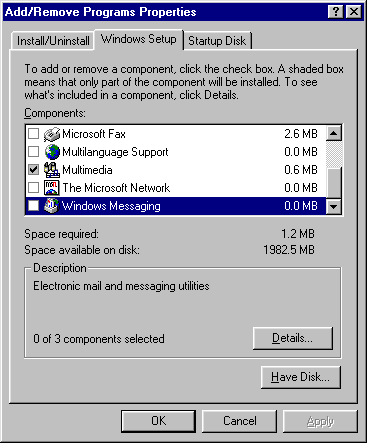 Add/Remove Programs Properties
Install/Uninstall Windows Setup Startup Disk
To add or remove a component, click the check box. A shaded box
means that only part of the component will be installed. To see
what's included in a component, click Details.
Components:
Microsoft Fax 2.6 MB
Multilanguage Support 0.0 MB
Multimedia 0.6 MB
The Microsoft Network 0.0 MB
Windows Messaging 0.0 MB
Space required: 1.2 MB
Space available on disk: 1982.5 MB
Description
Electronic mail and messaging utilities
0 of 3 components selected Details...
Have Disk...
OK Cancel Apply